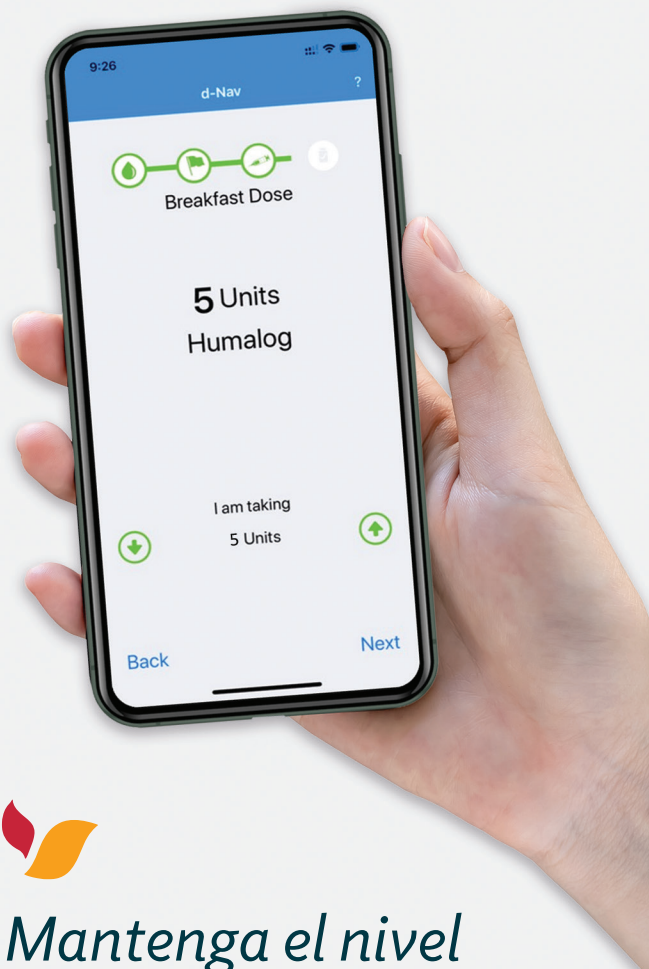 9:26
d-Nav
?
Breakfast Dose
5 Units
Humalog
I am taking
5 Units
Back
Next
Mantenga el nivel